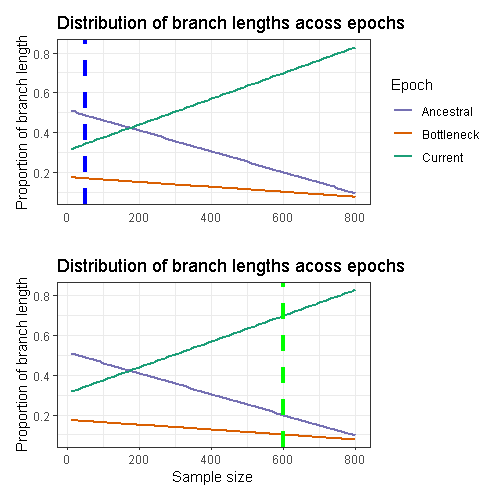 Distribution of branch lengths acoss epochs
Proportion of branch length
0.8
0.6
0.4
0.2
0
200
400
600
800
Epoch
Ancestral
Bottleneck
Current
Distribution of branch lengths acoss epochs
Proportion of branch length
0.8
0.6
0.4
0.2
0
200
400
600
800
Sample size